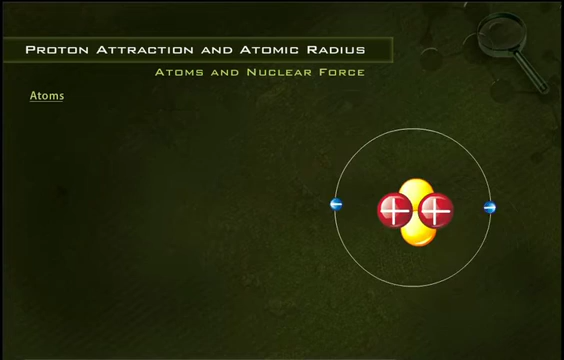 Proton Attraction and Atomic Radius
Atoms and Nuclear Force
Atoms
+ +
- -